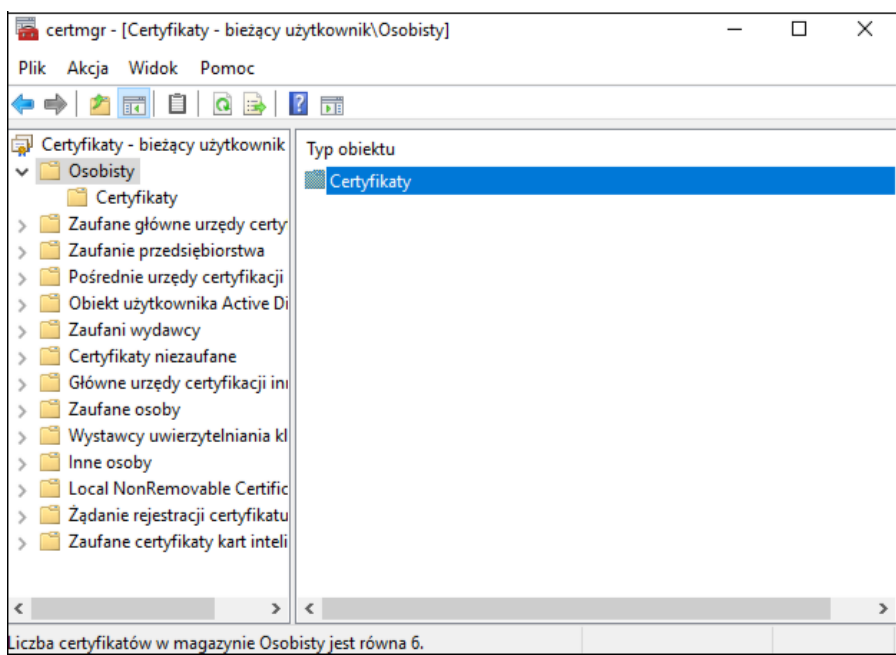 certmgr - [Certyfikaty - bieżący użytkownik\Osobisty]
Plik Akcja Widok Pomoc
Certyfikaty - bieżący użytkownik
Osobisty
Certyfikaty
Zaufane główne urzędy certy
Zaufanie przedsiębiorstwa
Pośrednie urzędy certyfikacji
Obiekt użytkownika Active Di
Zaufani wydawcy
Certyfikaty niezaufane
Główne urzędy certyfikacji inn
Zaufane osoby
Wystawcy uwierzytelniania kl
Inne osoby
Local NonRemovable Certific
Żądanie rejestracji certyfikatu
Zaufane certyfikaty kart inteli
Typ obiektu
Certyfikaty
Liczba certyfikatów w magazynie Osobisty jest równa 6.